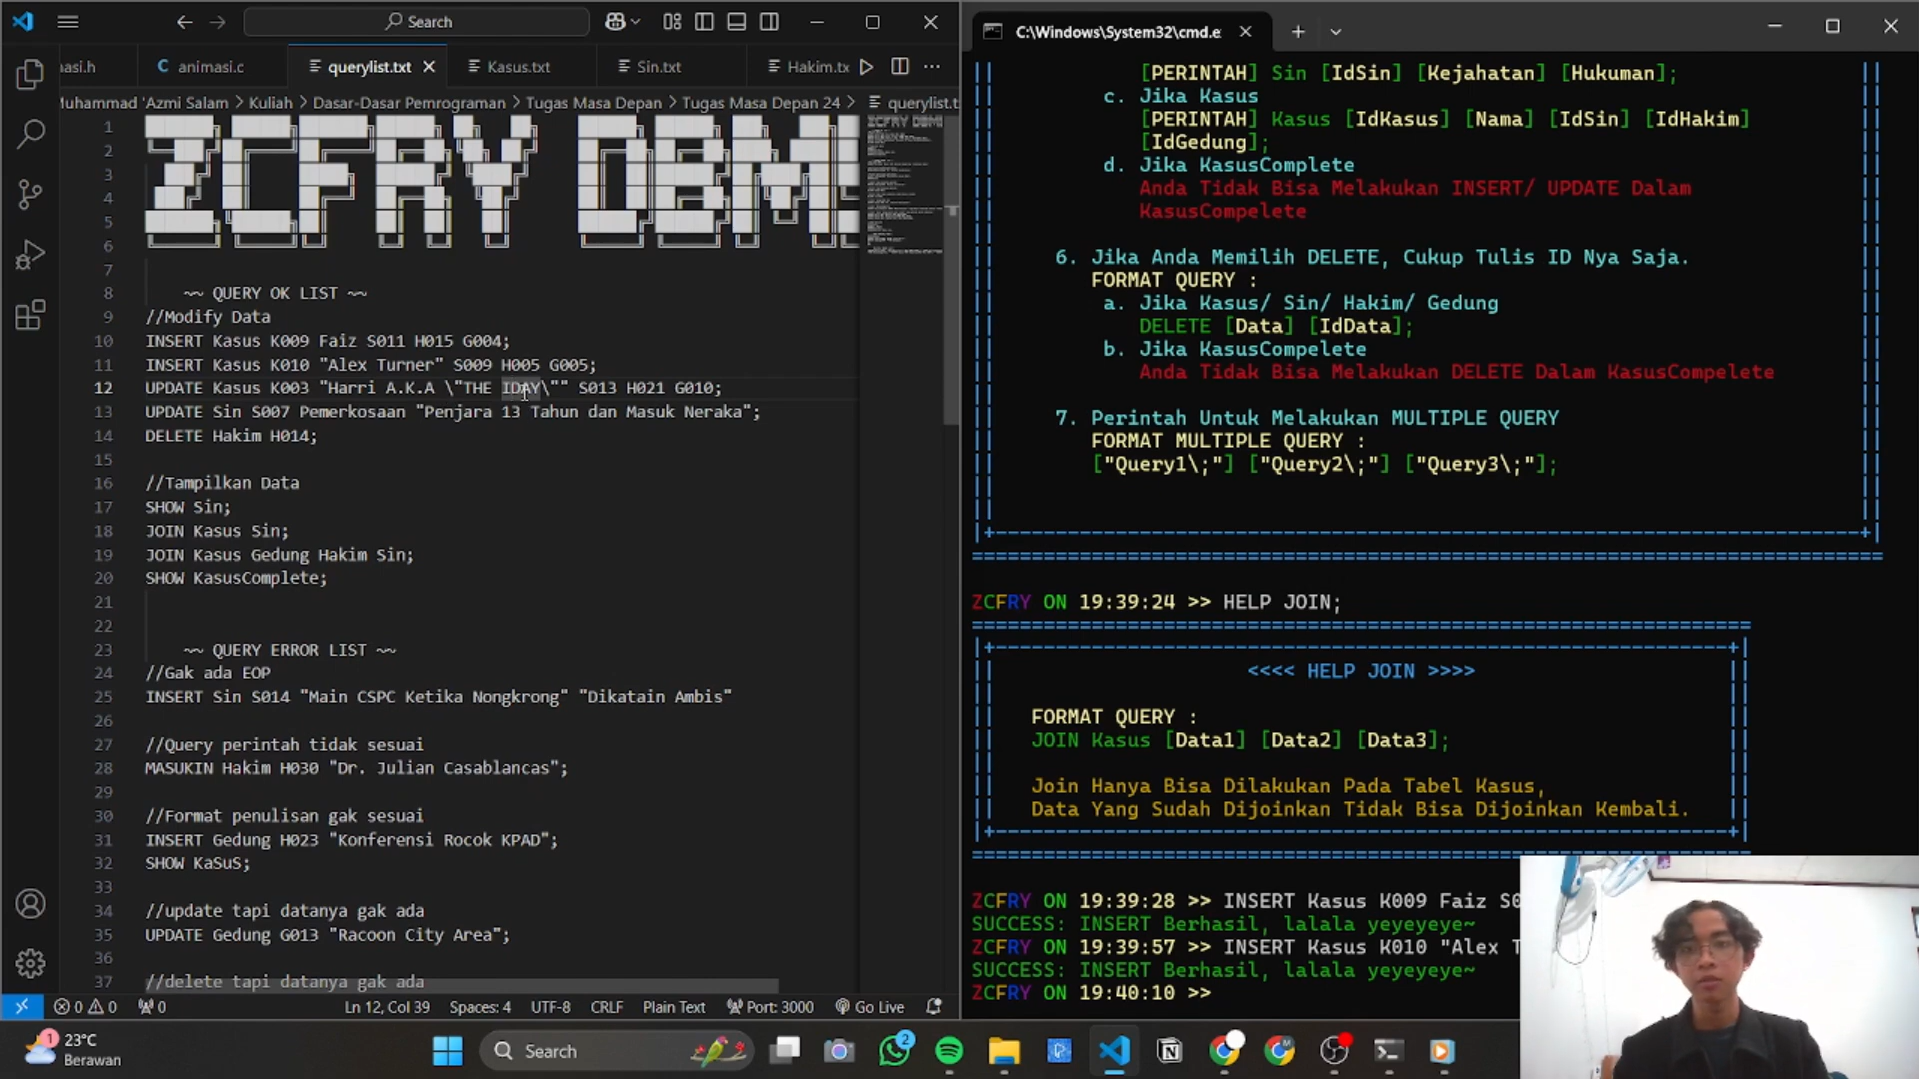 Search
asi.h
animasi.c
querylist.txt
Kasus.txt
Sin.txt
Hakim.tx
Muhammad 'Azmi Salam > Kuliah > Dasar-Dasar Pemrograman > Tugas Masa Depan > Tugas Masa Depan 24 > querylist.t
1
2
3
4
5
6
ZCFRY DBM
7
8 ~~ QUERY OK LIST ~~
9 //Modify Data
10 INSERT Kasus K009 Faiz S011 H015 G004;
11 INSERT Kasus K010 "Alex Turner" S009 H005 G005;
12 UPDATE Kasus K003 "Harri A.K.A \"THE IDAY\"" S013 H021 G010;
13 UPDATE Sin S007 Pemerkosaan "Penjara 13 Tahun dan Masuk Neraka";
14 DELETE Hakim H014;
15
16 //Tampilkan Data
17 SHOW Sin;
18 JOIN Kasus Sin;
19 JOIN Kasus Gedung Hakim Sin;
20 SHOW KasusComplete;
21
22
23 ~~ QUERY ERROR LIST ~~
24 //Gak ada EOP
25 INSERT Sin S014 "Main CSPC Ketika Nongkrong" "Dikatain Ambis"
26
27 //Query perintah tidak sesuai
28 MASUKIN Hakim H030 "Dr. Julian Casablancas";
29
30 //Format penulisan gak sesuai
31 INSERT Gedung H023 "Konferensi Rocok KPAD";
32 SHOW KaSuS;
33
34 //update tapi datanya gak ada
35 UPDATE Gedung G013 "Racoon City Area";
36
37 //delete tapi datanya gak ada
0 0 0 Ln 12, Col 39 Spaces: 4 UTF-8 CRLF Plain Text Port: 3000 Go Live
C:\Windows\System32\cmd.e
[PERINTAH] Sin [IdSin] [Kejahatan] [Hukuman];
c. Jika Kasus
[PERINTAH] Kasus [IdKasus] [Nama] [IdSin] [IdHakim]
[IdGedung];
d. Jika KasusComplete
Anda Tidak Bisa Melakukan INSERT/ UPDATE Dalam
KasusCompelete
6. Jika Anda Memilih DELETE, Cukup Tulis ID Nya Saja.
FORMAT QUERY :
a. Jika Kasus/ Sin/ Hakim/ Gedung
DELETE [Data] [IdData];
b. Jika KasusCompelete
Anda Tidak Bisa Melakukan DELETE Dalam KasusCompelete
7. Perintah Untuk Melakukan MULTIPLE QUERY
FORMAT MULTIPLE QUERY :
["Query1\;"] ["Query2\;"] ["Query3\;"];
ZCFRY ON 19:39:24 >> HELP JOIN;
<<<< HELP JOIN >>>>
FORMAT QUERY :
JOIN Kasus [Data1] [Data2] [Data3];
Join Hanya Bisa Dilakukan Pada Tabel Kasus,
Data Yang Sudah Dijoinkan Tidak Bisa Dijoinkan Kembali.
ZCFRY ON 19:39:28 >> INSERT Kasus K009 Faiz S0
SUCCESS: INSERT Berhasil, lalala yeyeyeye~
ZCFRY ON 19:39:57 >> INSERT Kasus K010 "Alex T
SUCCESS: INSERT Berhasil, lalala yeyeyeye~
ZCFRY ON 19:40:10 >>
1
23°C
Berawan
Search
2